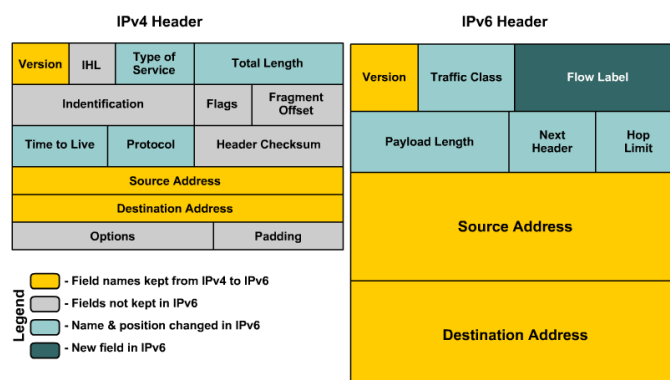 IPv4 Header
Version
IHL
Type of
Service
Total Length
Indentification
Flags
Fragment
Offset
Time to Live
Protocol
Header Checksum
Source Address
Destination Address
Options
Padding
IPv6 Header
Version
Traffic Class
Flow Label
Payload Length
Next
Header
Hop
Limit
Source Address
Destination Address
Legend
- Field names kept from IPv4 to IPv6
- Fields not kept in IPv6
- Name & position changed in IPv6
- New field in IPv6